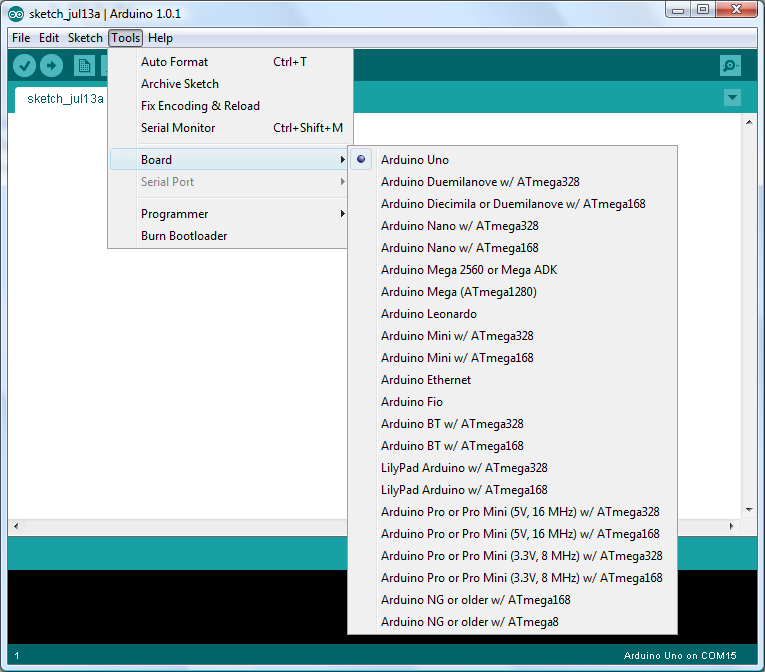 sketch_jul13a | Arduino 1.0.1
File Edit Sketch Tools Help
Auto Format Ctrl+T
Archive Sketch
Fix Encoding & Reload
Serial Monitor Ctrl+Shift+M
Board
Serial Port
Programmer
Burn Bootloader
sketch_jul13a
Arduino Uno
Arduino Duemilanove w/ ATmega328
Arduino Diecimila or Duemilanove w/ ATmega168
Arduino Nano w/ ATmega328
Arduino Nano w/ ATmega168
Arduino Mega 2560 or Mega ADK
Arduino Mega (ATmega1280)
Arduino Leonardo
Arduino Mini w/ ATmega328
Arduino Mini w/ ATmega168
Arduino Ethernet
Arduino Fio
Arduino BT w/ ATmega328
Arduino BT w/ ATmega168
LilyPad Arduino w/ ATmega328
LilyPad Arduino w/ ATmega168
Arduino Pro or Pro Mini (5V, 16 MHz) w/ ATmega328
Arduino Pro or Pro Mini (5V, 16 MHz) w/ ATmega168
Arduino Pro or Pro Mini (3.3V, 8 MHz) w/ ATmega328
Arduino Pro or Pro Mini (3.3V, 8 MHz) w/ ATmega168
Arduino NG or older w/ ATmega168
Arduino NG or older w/ ATmega8
1 Arduino Uno on COM15